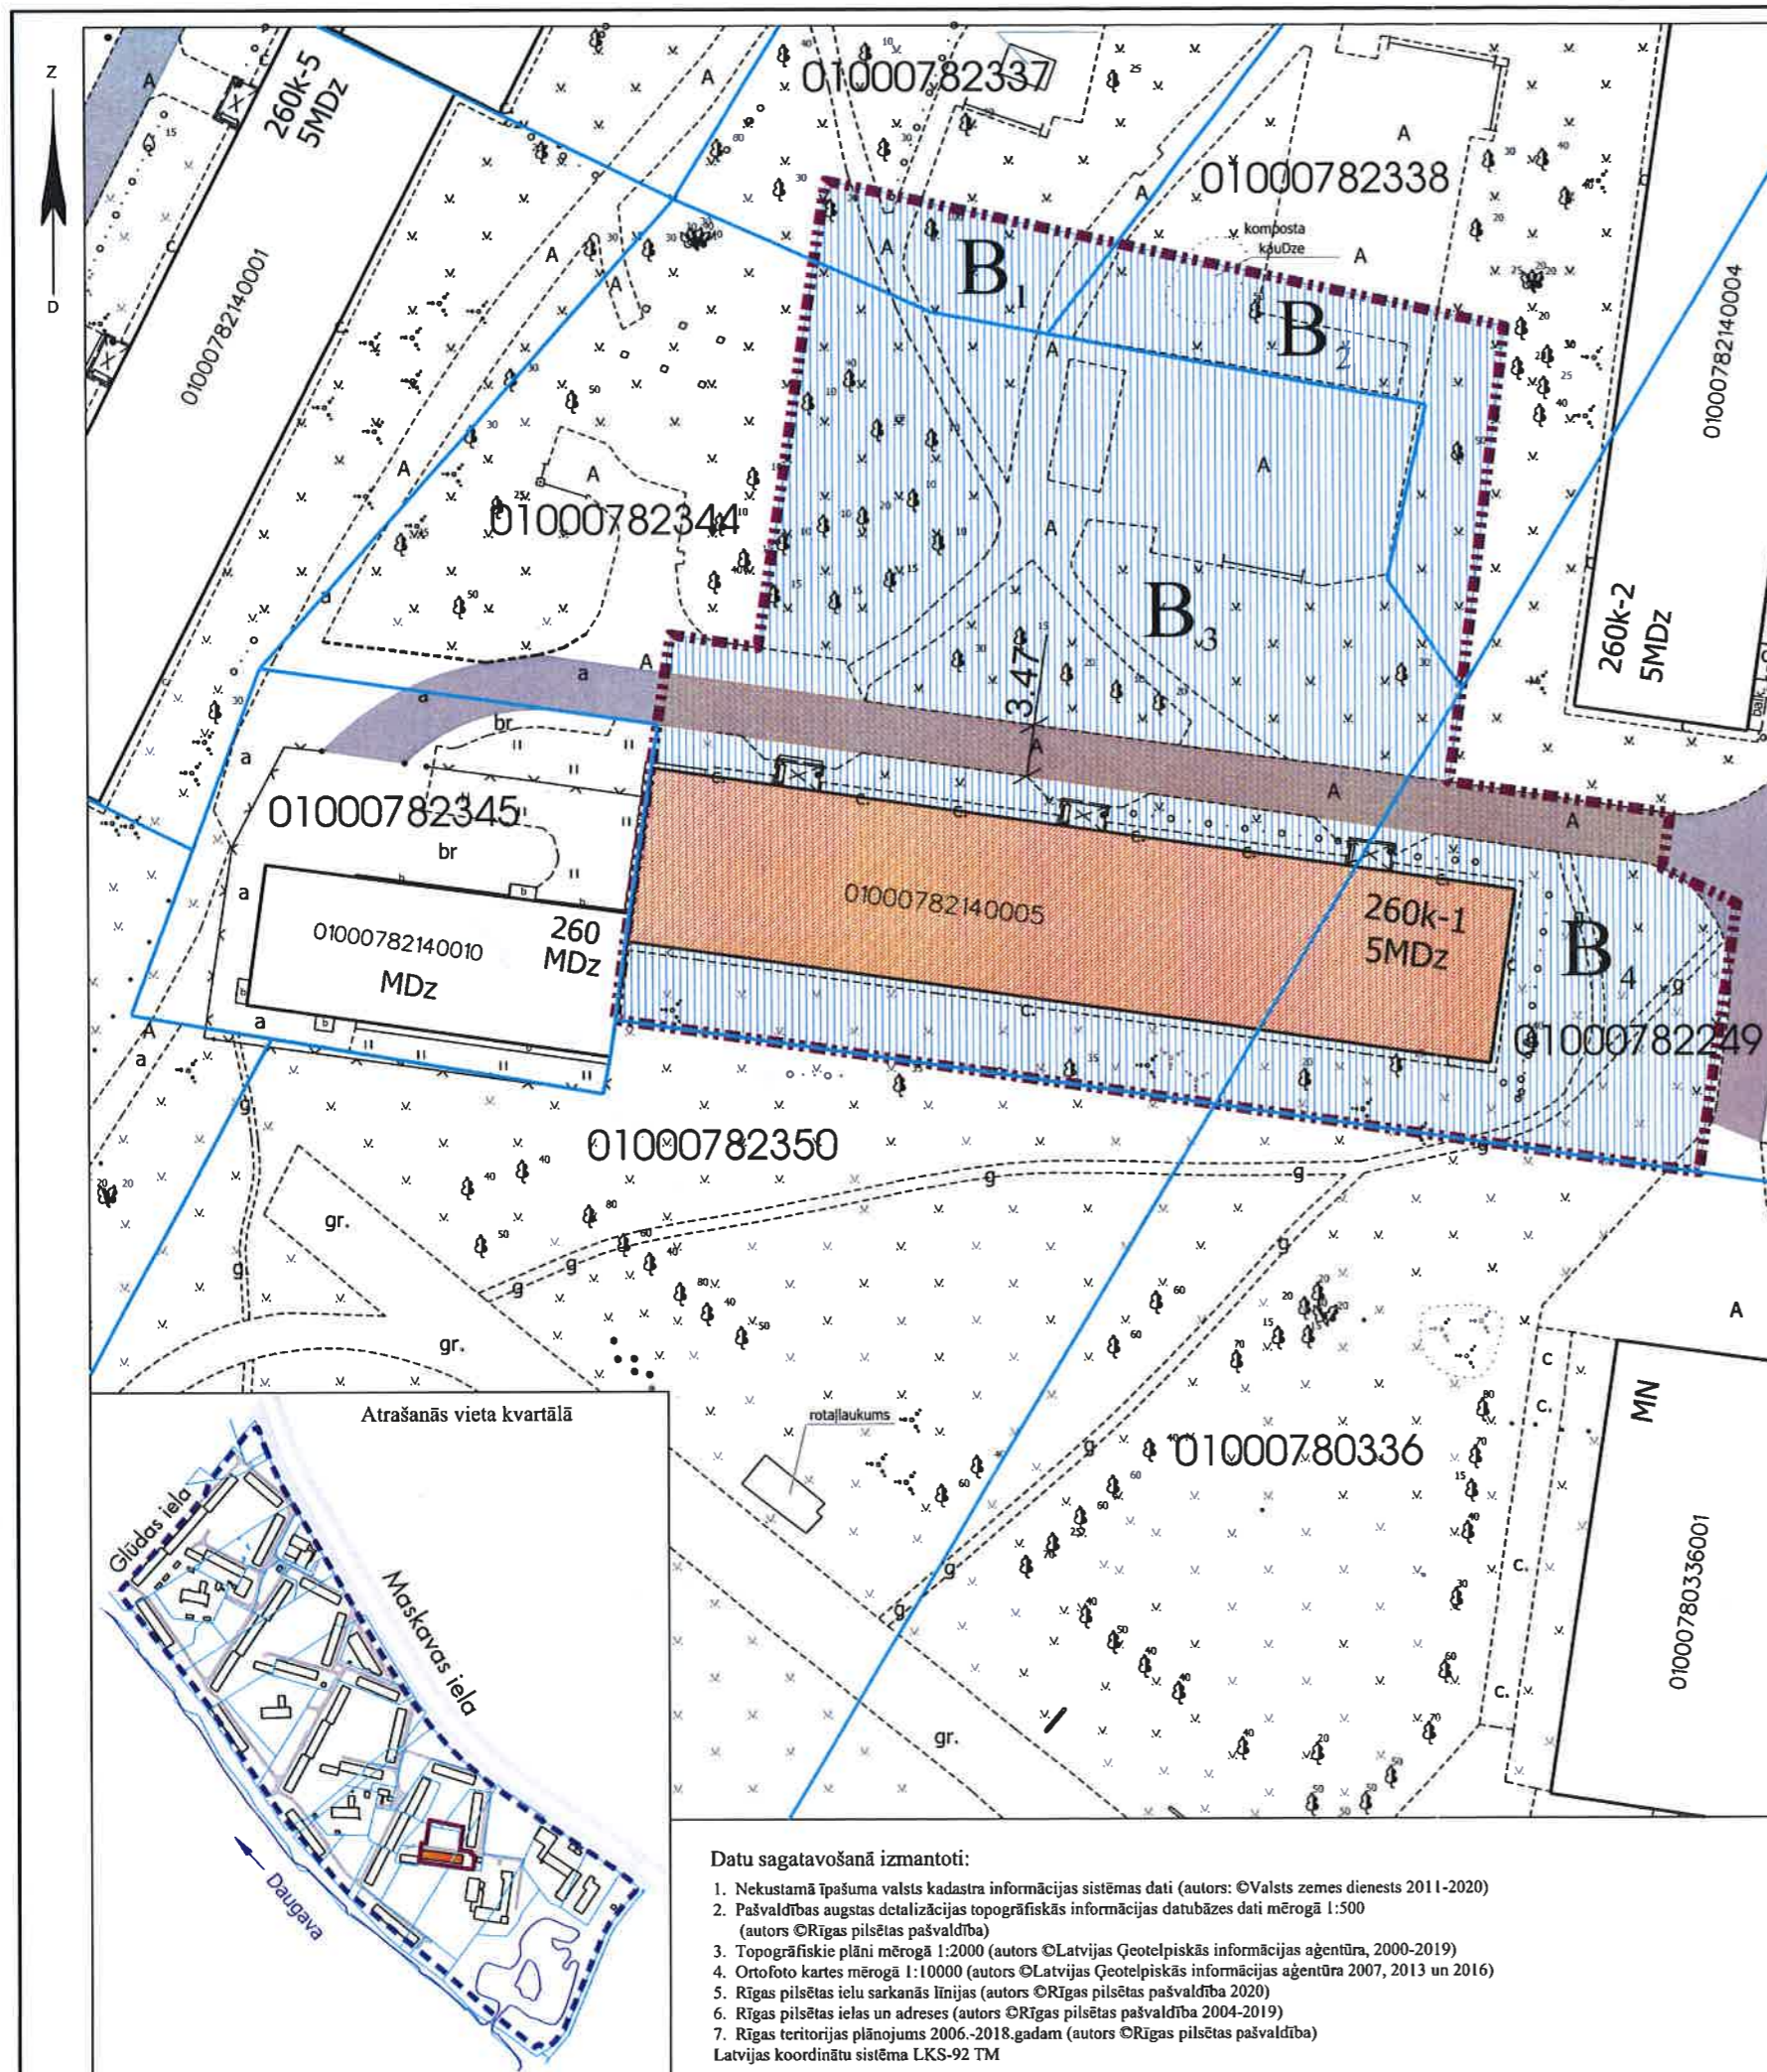 Z
D
260k-5
5MDz
01000782337
01000782338
komposta
kauDze
010007821400001
01000782140004
B1
B2
01000782344
B3
3.47
260k-2
5MDz
br
01000782345
br
01000782140005
260k-1
5MDz
B4
01000782140010
260
MDz
MDz
01000782249
01000782350
gr.
gr.
rotaļlaukums
01000780336
MN
01000780336001
gr.
Atrašanās vieta kvartālā
Glūdas iela
Maskavas iela
Daugava
Datu sagatavošanā izmantoti:
1. Nekustamā īpašuma valsts kadastra informācijas sistēmas dati (autors: ©Valsts zemes dienests 2011-2020)
2. Pašvaldības augstas detalizācijas topogrāfiskās informācijas datubāzes dati mērogā 1:500
(autors ©Rīgas pilsētas pašvaldība)
3. Topogrāfiskie plāni mērogā 1:2000 (autors ©Latvijas Ģeotelpiskās informācijas aģentūra, 2000-2019)
4. Ortofoto kartes mērogā 1:10000 (autors ©Latvijas Ģeotelpiskās informācijas aģentūra 2007, 2013 un 2016)
5. Rīgas pilsētas ielu sarkanās līnijas (autors ©Rīgas pilsētas pašvaldība 2020)
6. Rīgas pilsētas ielas un adreses (autors ©Rīgas pilsētas pašvaldība 2004-2019)
7. Rīgas teritorijas plānojums 2006.-2018.gadam (autors ©Rīgas pilsētas pašvaldība)
Latvijas koordinātu sistēma LKS-92 TM